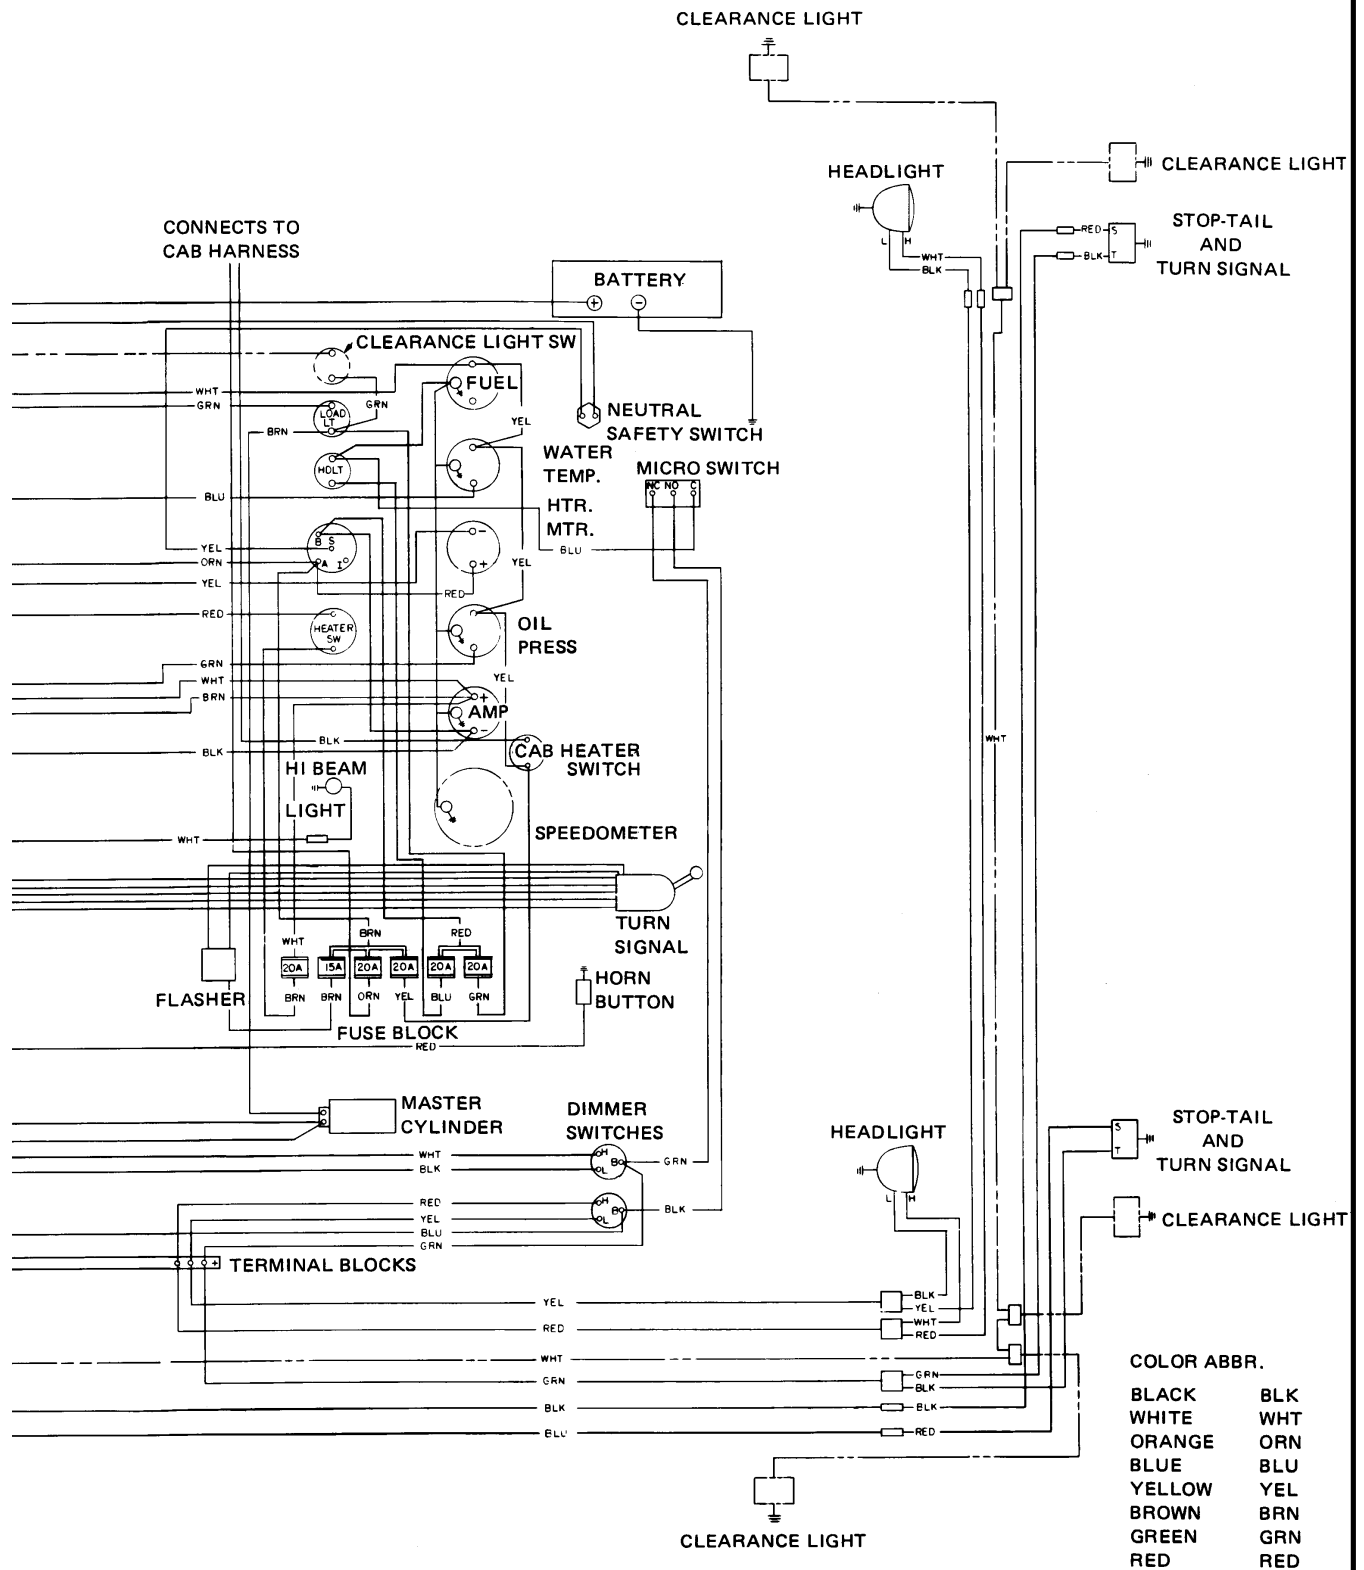 CLEARANCE LIGHT
CLEARANCE LIGHT
HEADLIGHT
L H
WHT
BLK
STOP-TAIL
AND
TURN SIGNAL
RED S
BLK T
CONNECTS TO
CAB HARNESS
BATTERY
+ −
CLEARANCE LIGHT SW
FUEL
WHT
GRN
GRN
LOAD
LT
YEL
BRN
NEUTRAL
SAFETY SWITCH
WATER
TEMP.
MICRO SWITCH
NC NO C
HOLT
BLU
HTR.
MTR.
BLU
B S
A I
YEL
ORN
YEL
−
+
YEL
RED
RED
HEATER
SW
OIL
PRESS
GRN
WHT
BRN
YEL
+
AMP
−
BLK
BLK
CAB HEATER
SWITCH
WHT
HI BEAM
LIGHT
SPEEDOMETER
WHT
TURN
SIGNAL
WHT
BRN
RED
20A 15A 20A 20A 20A 20A
BRN BRN ORN YEL BLU GRN
FLASHER
FUSE BLOCK
HORN
BUTTON
RED
MASTER
CYLINDER
DIMMER
SWITCHES
WHT
BLK
H
L
B
GRN
RED
YEL
BLU
GRN
H
L
B
BLK
+
TERMINAL BLOCKS
HEADLIGHT
L H
STOP-TAIL
AND
TURN SIGNAL
S
T
CLEARANCE LIGHT
YEL
BLK
YEL
RED
WHT
RED
WHT
GRN
GRN
BLK
BLK
BLK
BLU
RED
CLEARANCE LIGHT
COLOR ABBR.
BLACK BLK
WHITE WHT
ORANGE ORN
BLUE BLU
YELLOW YEL
BROWN BRN
GREEN GRN
RED RED